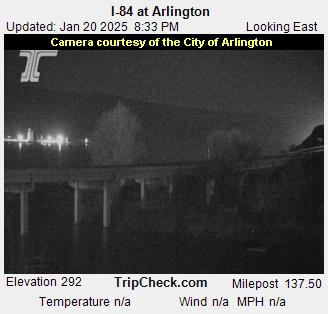 I-84 at Arlington
Updated: Jan 20 2025 8:33 PM Looking East
Camera courtesy of the City of Arlington
Elevation 292 TripCheck.com Milepost 137.50
Temperature n/a Wind n/a MPH n/a